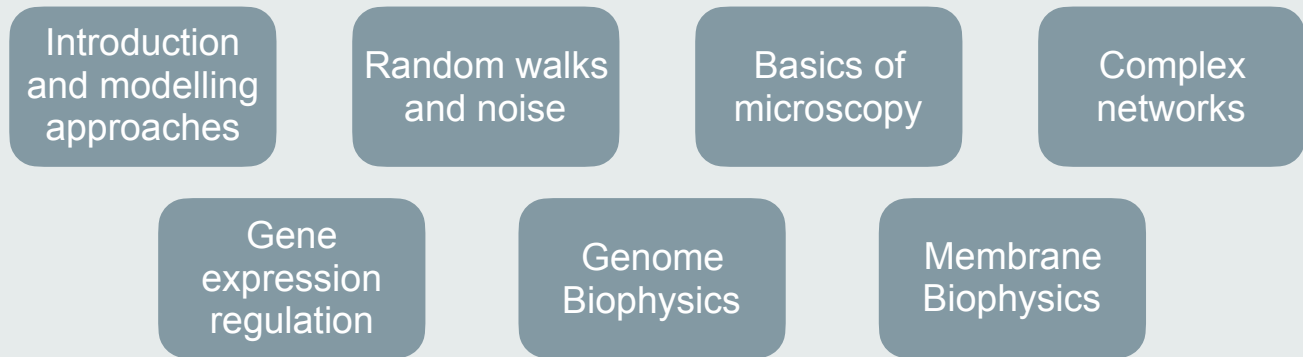 Introduction
and modelling
approaches
Random walks
and noise
Basics of
microscopy
Complex
networks
Gene
expression
regulation
Genome
Biophysics
Membrane
Biophysics